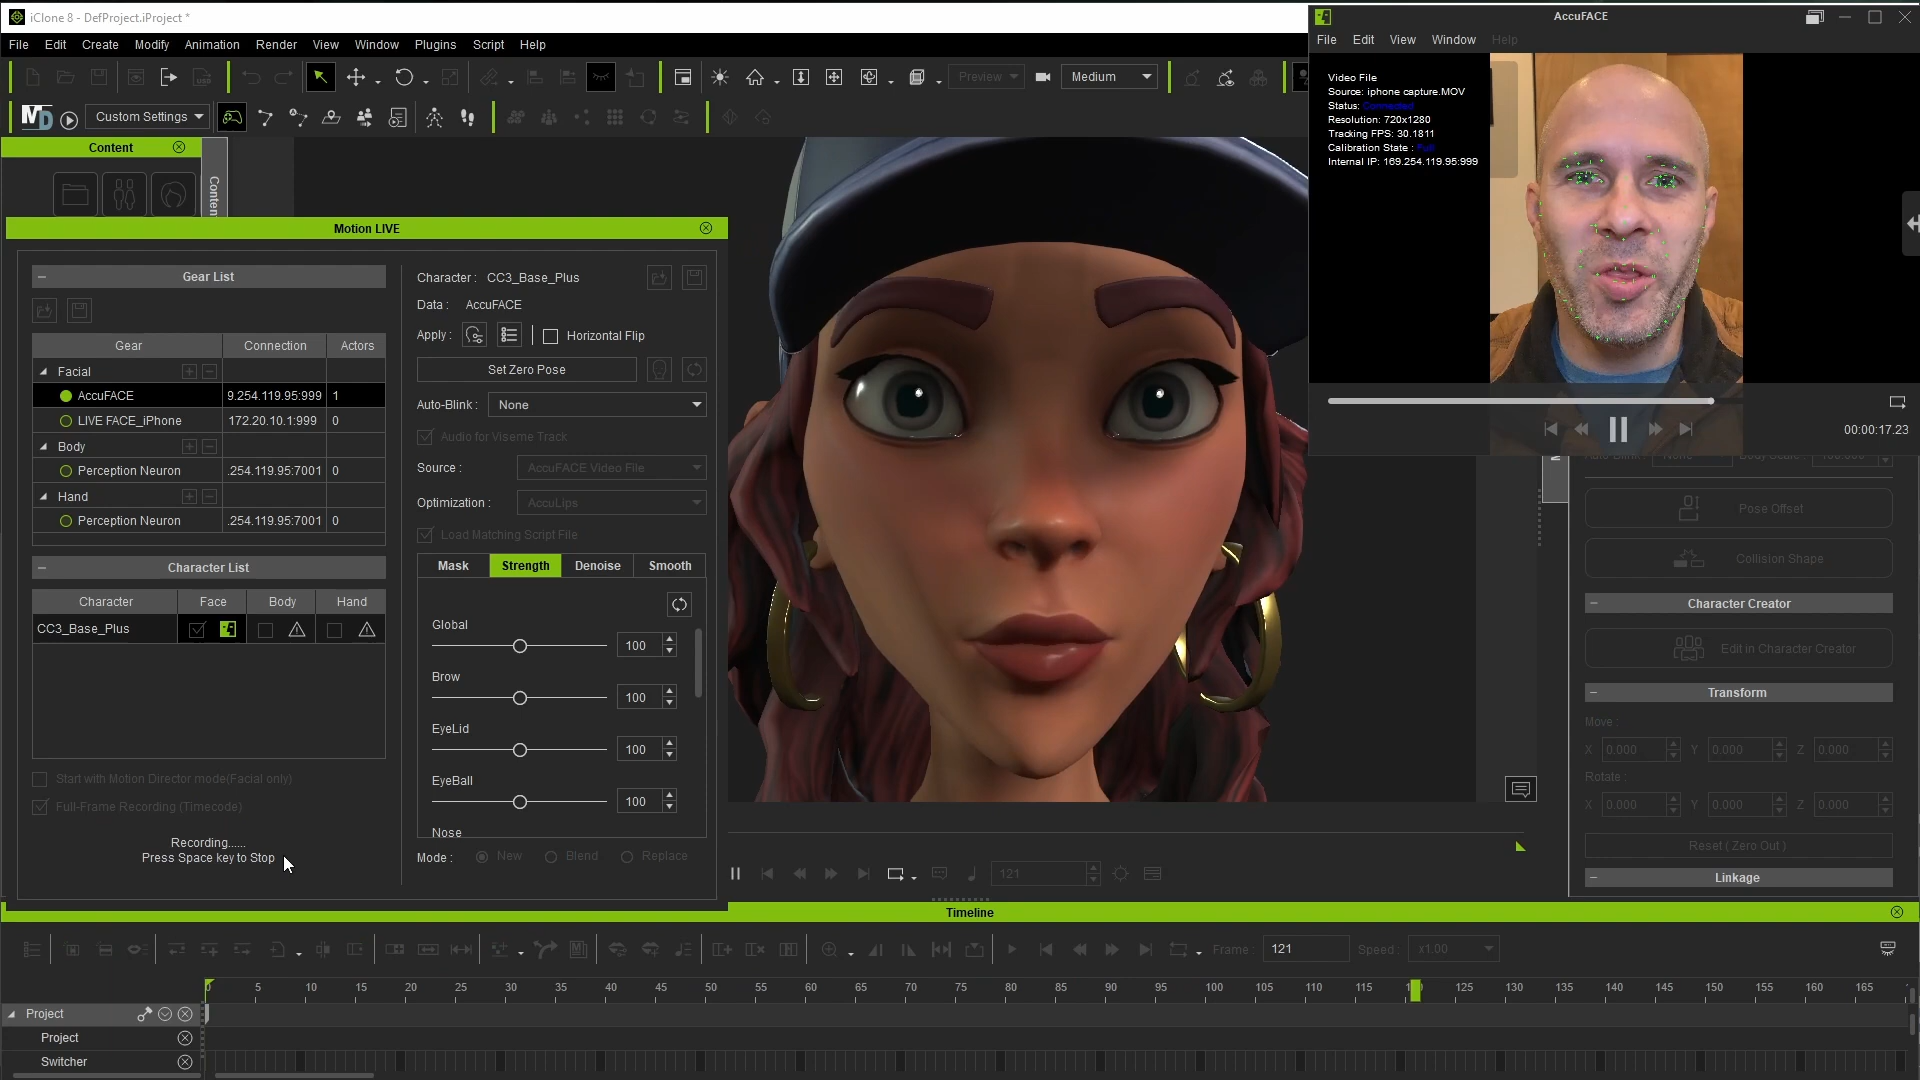 iClone 8 - DefProject.iProject *
File Edit Create Modify Animation Render View Window Plugins Script Help
Preview
Medium
MD
Custom Settings
Content
Content
Motion LIVE
Gear List
Gear Connection Actors
Facial
AccuFACE 9.254.119.95:999 1
LIVE FACE_iPhone 172.20.10.1:999 0
Body
Perception Neuron .254.119.95:7001 0
Hand
Perception Neuron .254.119.95:7001 0
Character List
Character Face Body Hand
CC3_Base_Plus
Start with Motion Director mode(Facial only)
Full-Frame Recording (Timecode)
Recording......
Press Space key to Stop
Character : CC3_Base_Plus
Data : AccuFACE
Apply : Horizontal Flip
Set Zero Pose
Auto-Blink : None
Audio for Viseme Track
Source : AccuFACE Video File
Optimization : AccuLips
Load Matching Script File
Mask Strength Denoise Smooth
Global
100
Brow
100
EyeLid
100
EyeBall
100
Nose
Mode : New Blend Replace
AccuFACE
File Edit View Window Help
Video File
Source: iphone capture.MOV
Status: Connected
Resolution: 720x1280
Tracking FPS: 30.1811
Calibration State : Full
Internal IP: 169.254.119.95:999
00:00:17.23
Pose Offset
Collision Shape
Character Creator
Edit in Character Creator
Transform
Move :
X 0.000 Y 0.000 Z 0.000
Rotate :
X 0.000 Y 0.000 Z 0.000
Reset ( Zero Out )
Linkage
121
Timeline
Frame : 121 Speed : x1.00
0 5 10 15 20 25 30 35 40 45 50 55 60 65 70 75 80 85 90 95 100 105 110 115 125 130 135 140 145 150 155 160 165
Project
Project
Switcher